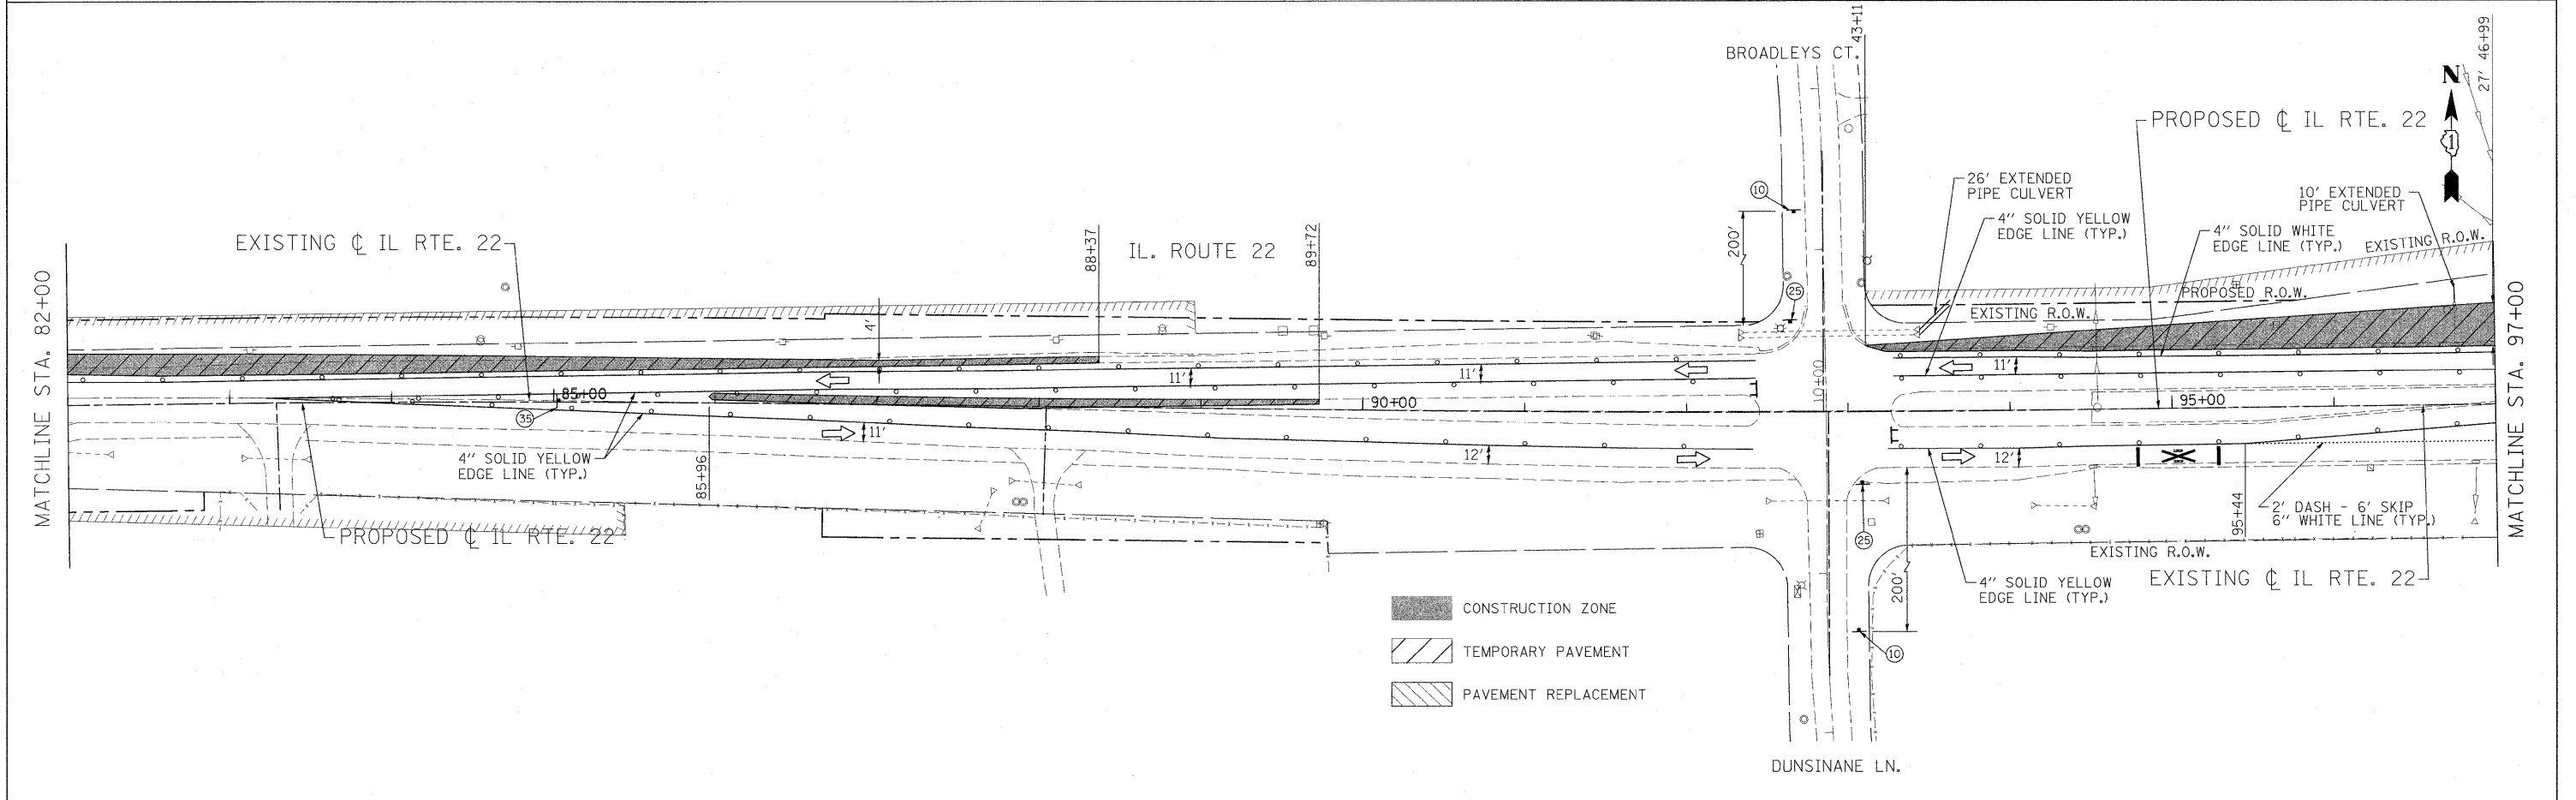 BROADLEYS CT.
43+11
27' 46+99
N
1
PROPOSED ℄ IL RTE. 22
26' EXTENDED
PIPE CULVERT
10' EXTENDED
PIPE CULVERT
10
4" SOLID YELLOW
EDGE LINE (TYP.)
4" SOLID WHITE
EDGE LINE (TYP.)
EXISTING R.O.W.
EXISTING ℄ IL RTE. 22
88+37
IL. ROUTE 22
89+72
200'
MATCHLINE STA. 82+00
MATCHLINE STA. 97+00
25
PROPOSED R.O.W.
EXISTING R.O.W.
4'
11'
11'
11'
85+00
35
90+00
10+00
95+00
11'
12'
12'
4" SOLID YELLOW
EDGE LINE (TYP.)
85+96
95+44
2' DASH - 6' SKIP
6" WHITE LINE (TYP.)
PROPOSED ℄ IL RTE. 22
25
EXISTING R.O.W.
EXISTING ℄ IL RTE. 22
4" SOLID YELLOW
EDGE LINE (TYP.)
200'
10
CONSTRUCTION ZONE
TEMPORARY PAVEMENT
PAVEMENT REPLACEMENT
DUNSINANE LN.